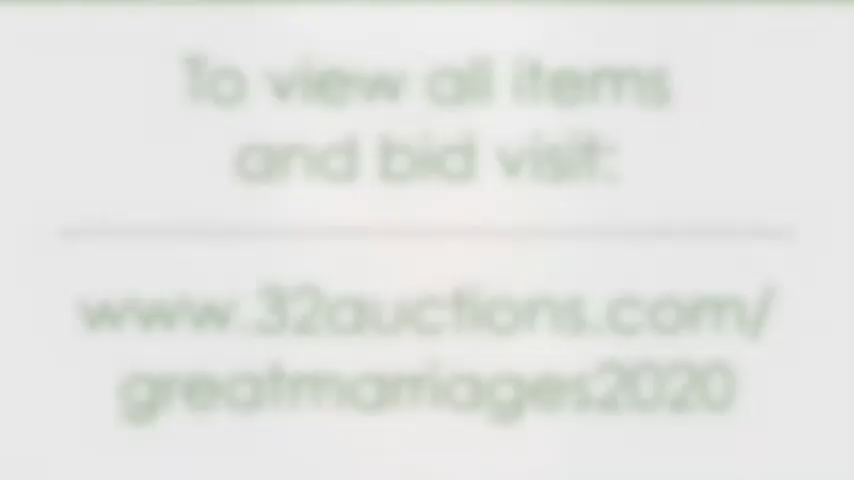 To view all items
and bid visit:
www.32auctions.com/
greatmarriages2020